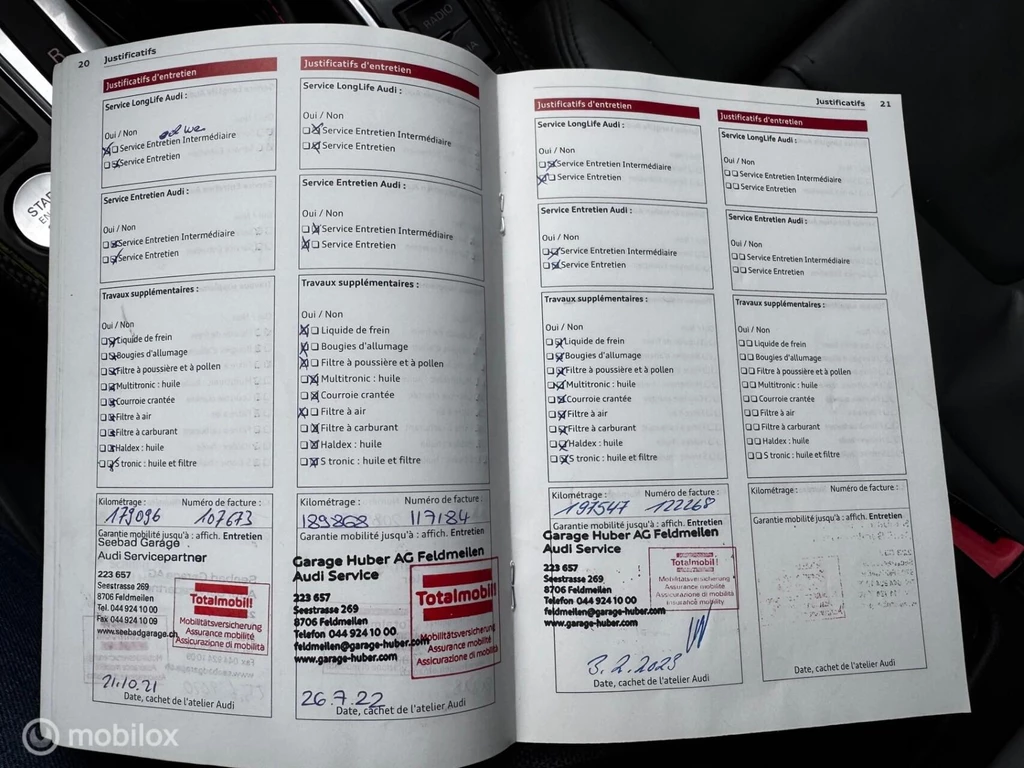 20 Justificatifs
Justificatifs d'entretien
Service LongLife Audi :
Oui / Non
Service Entretien Intermédiaire
Service Entretien
Service Entretien Audi :
Oui / Non
Service Entretien Intermédiaire
Service Entretien
Travaux supplémentaires :
Oui / Non
Liquide de frein
Bougies d'allumage
Filtre à poussière et à pollen
Multitronic : huile
Courroie crantée
Filtre à air
Filtre à carburant
Haldex : huile
S tronic : huile et filtre
Kilométrage : Numéro de facture :
179096 107673
Garantie mobilité jusqu'à : affich. Entretien
Seebad Garage
Audi Servicepartner
223 657
Seestrasse 269
8706 Feldmeilen
Tel. 044 924 10 00
Fax 044 924 10 09
www.seebadgarage.ch
Totalmobil!
Mobilitätsversicherung
Assurance mobilité
Assicurazione di mobilità
21.10.21
Date, cachet de l'atelier Audi
Justificatifs d'entretien
Service LongLife Audi :
Oui / Non
Service Entretien Intermédiaire
Service Entretien
Service Entretien Audi :
Oui / Non
Service Entretien Intermédiaire
Service Entretien
Travaux supplémentaires :
Oui / Non
Liquide de frein
Bougies d'allumage
Filtre à poussière et à pollen
Multitronic : huile
Courroie crantée
Filtre à air
Filtre à carburant
Haldex : huile
S tronic : huile et filtre
Kilométrage : Numéro de facture :
189868 117184
Garantie mobilité jusqu'à : affich. Entretien
Garage Huber AG Feldmeilen
Audi Service
223 657
Seestrasse 269
8706 Feldmeilen
Telefon 044 924 10 00
feldmeilen@garage-huber.com
www.garage-huber.com
Totalmobil!
Mobilitätsversicherung
Assurance mobilité
Assicurazione di mobilità
26.7.22
Date, cachet de l'atelier Audi
Justificatifs 21
Justificatifs d'entretien
Service LongLife Audi :
Oui / Non
Service Entretien Intermédiaire
Service Entretien
Service Entretien Audi :
Oui / Non
Service Entretien Intermédiaire
Service Entretien
Travaux supplémentaires :
Oui / Non
Liquide de frein
Bougies d'allumage
Filtre à poussière et à pollen
Multitronic : huile
Courroie crantée
Filtre à air
Filtre à carburant
Haldex : huile
S tronic : huile et filtre
Kilométrage : Numéro de facture :
197547 122268
Garantie mobilité jusqu'à : affich. Entretien
Garage Huber AG Feldmeilen
Audi Service
223 657
Seestrasse 269
8706 Feldmeilen
Telefon 044 924 10 00
feldmeilen@garage-huber.com
www.garage-huber.com
Totalmobil!
Mobilitätsversicherung
Assurance mobilité
Assicurazione di mobilità
Insurance mobility
3.2.2023
Date, cachet de l'atelier Audi
Justificatifs d'entretien
Service LongLife Audi :
Oui / Non
Service Entretien Intermédiaire
Service Entretien
Service Entretien Audi :
Oui / Non
Service Entretien Intermédiaire
Service Entretien
Travaux supplémentaires :
Oui / Non
Liquide de frein
Bougies d'allumage
Filtre à poussière et à pollen
Multitronic : huile
Courroie crantée
Filtre à air
Filtre à carburant
Haldex : huile
S tronic : huile et filtre
Kilométrage : Numéro de facture :
Garantie mobilité jusqu'à : affich. Entretien
Date, cachet de l'atelier Audi
R
RADIO
START
mobilox